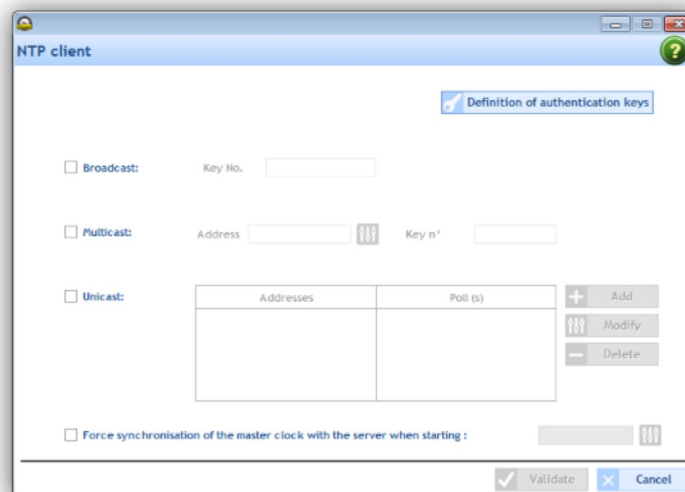 NTP client
?
Definition of authentication keys
Broadcast: Key No.
Multicast: Address Key n°
Unicast: Addresses Poll (s) Add
Modify
Delete
Force synchronisation of the master clock with the server when starting :
Validate Cancel